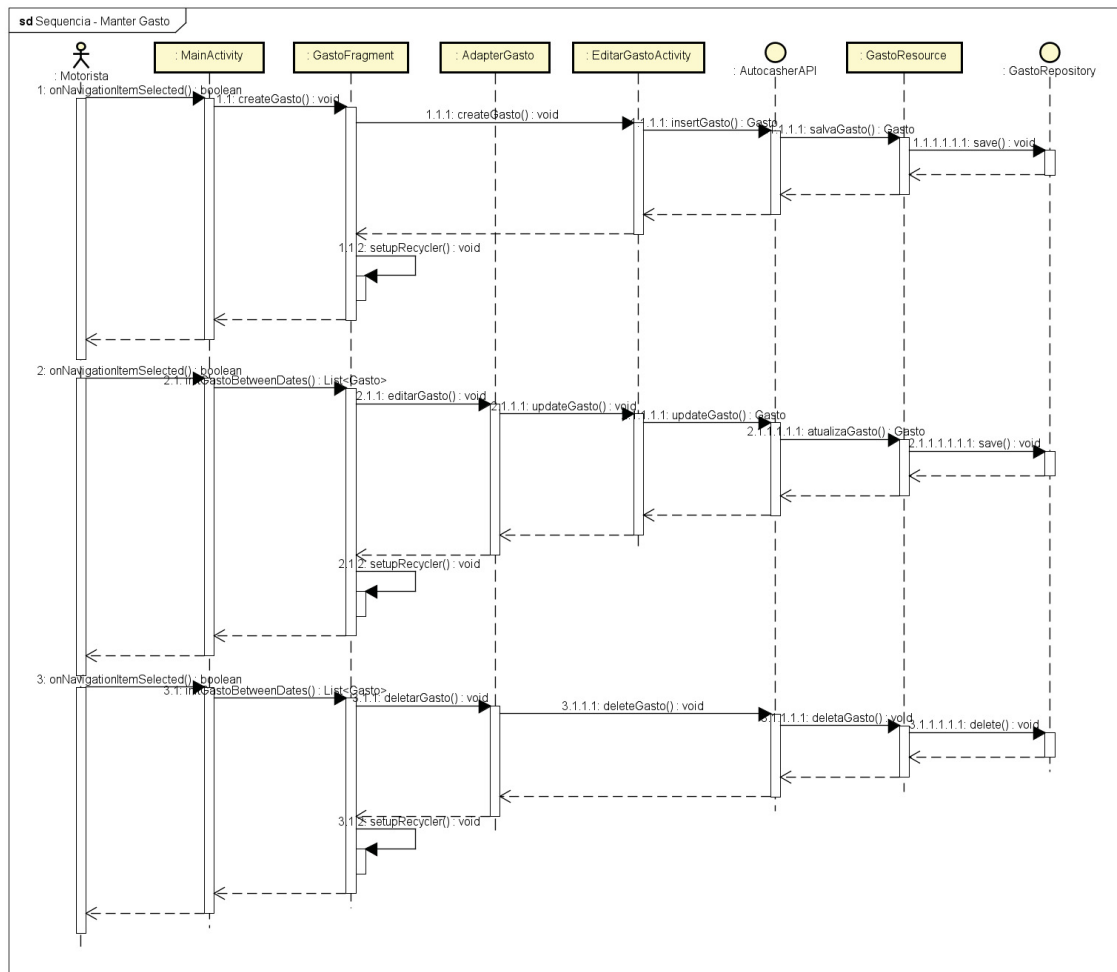 sd Sequencia - Manter Gasto
: Motorista
: MainActivity
: GastoFragment
: AdapterGasto
: EditarGastoActivity
: AutocasherAPI
: GastoResource
: GastoRepository
1: onNavigationItemSelected() : boolean
1.1: createGasto() : void
1.1.1: createGasto() : void
1.1.1.1: insertGasto() : Gasto
1.1.1.1: salvaGasto() : Gasto
1.1.1.1.1.1: save() : void
1.1.2: setupRecycler() : void
2: onNavigationItemSelected() : boolean
2.1: GastoBetweenDates() : List<Gasto>
2.1.1: editarGasto() : void
2.1.1.1: updateGasto() : void
1.1.1.1: updateGasto() : Gasto
2.1.1.1.1.1: atualizaGasto() : Gasto
2.1.1.1.1.1.1: save() : void
2.1.2: setupRecycler() : void
3: onNavigationItemSelected() : boolean
3.1: GastoBetweenDates() : List<Gasto>
3.1.1: deletarGasto() : void
3.1.1.1: deleteGasto() : void
3.1.1.1.1: deletaGasto() : void
3.1.1.1.1.1: delete() : void
3.1.2: setupRecycler() : void